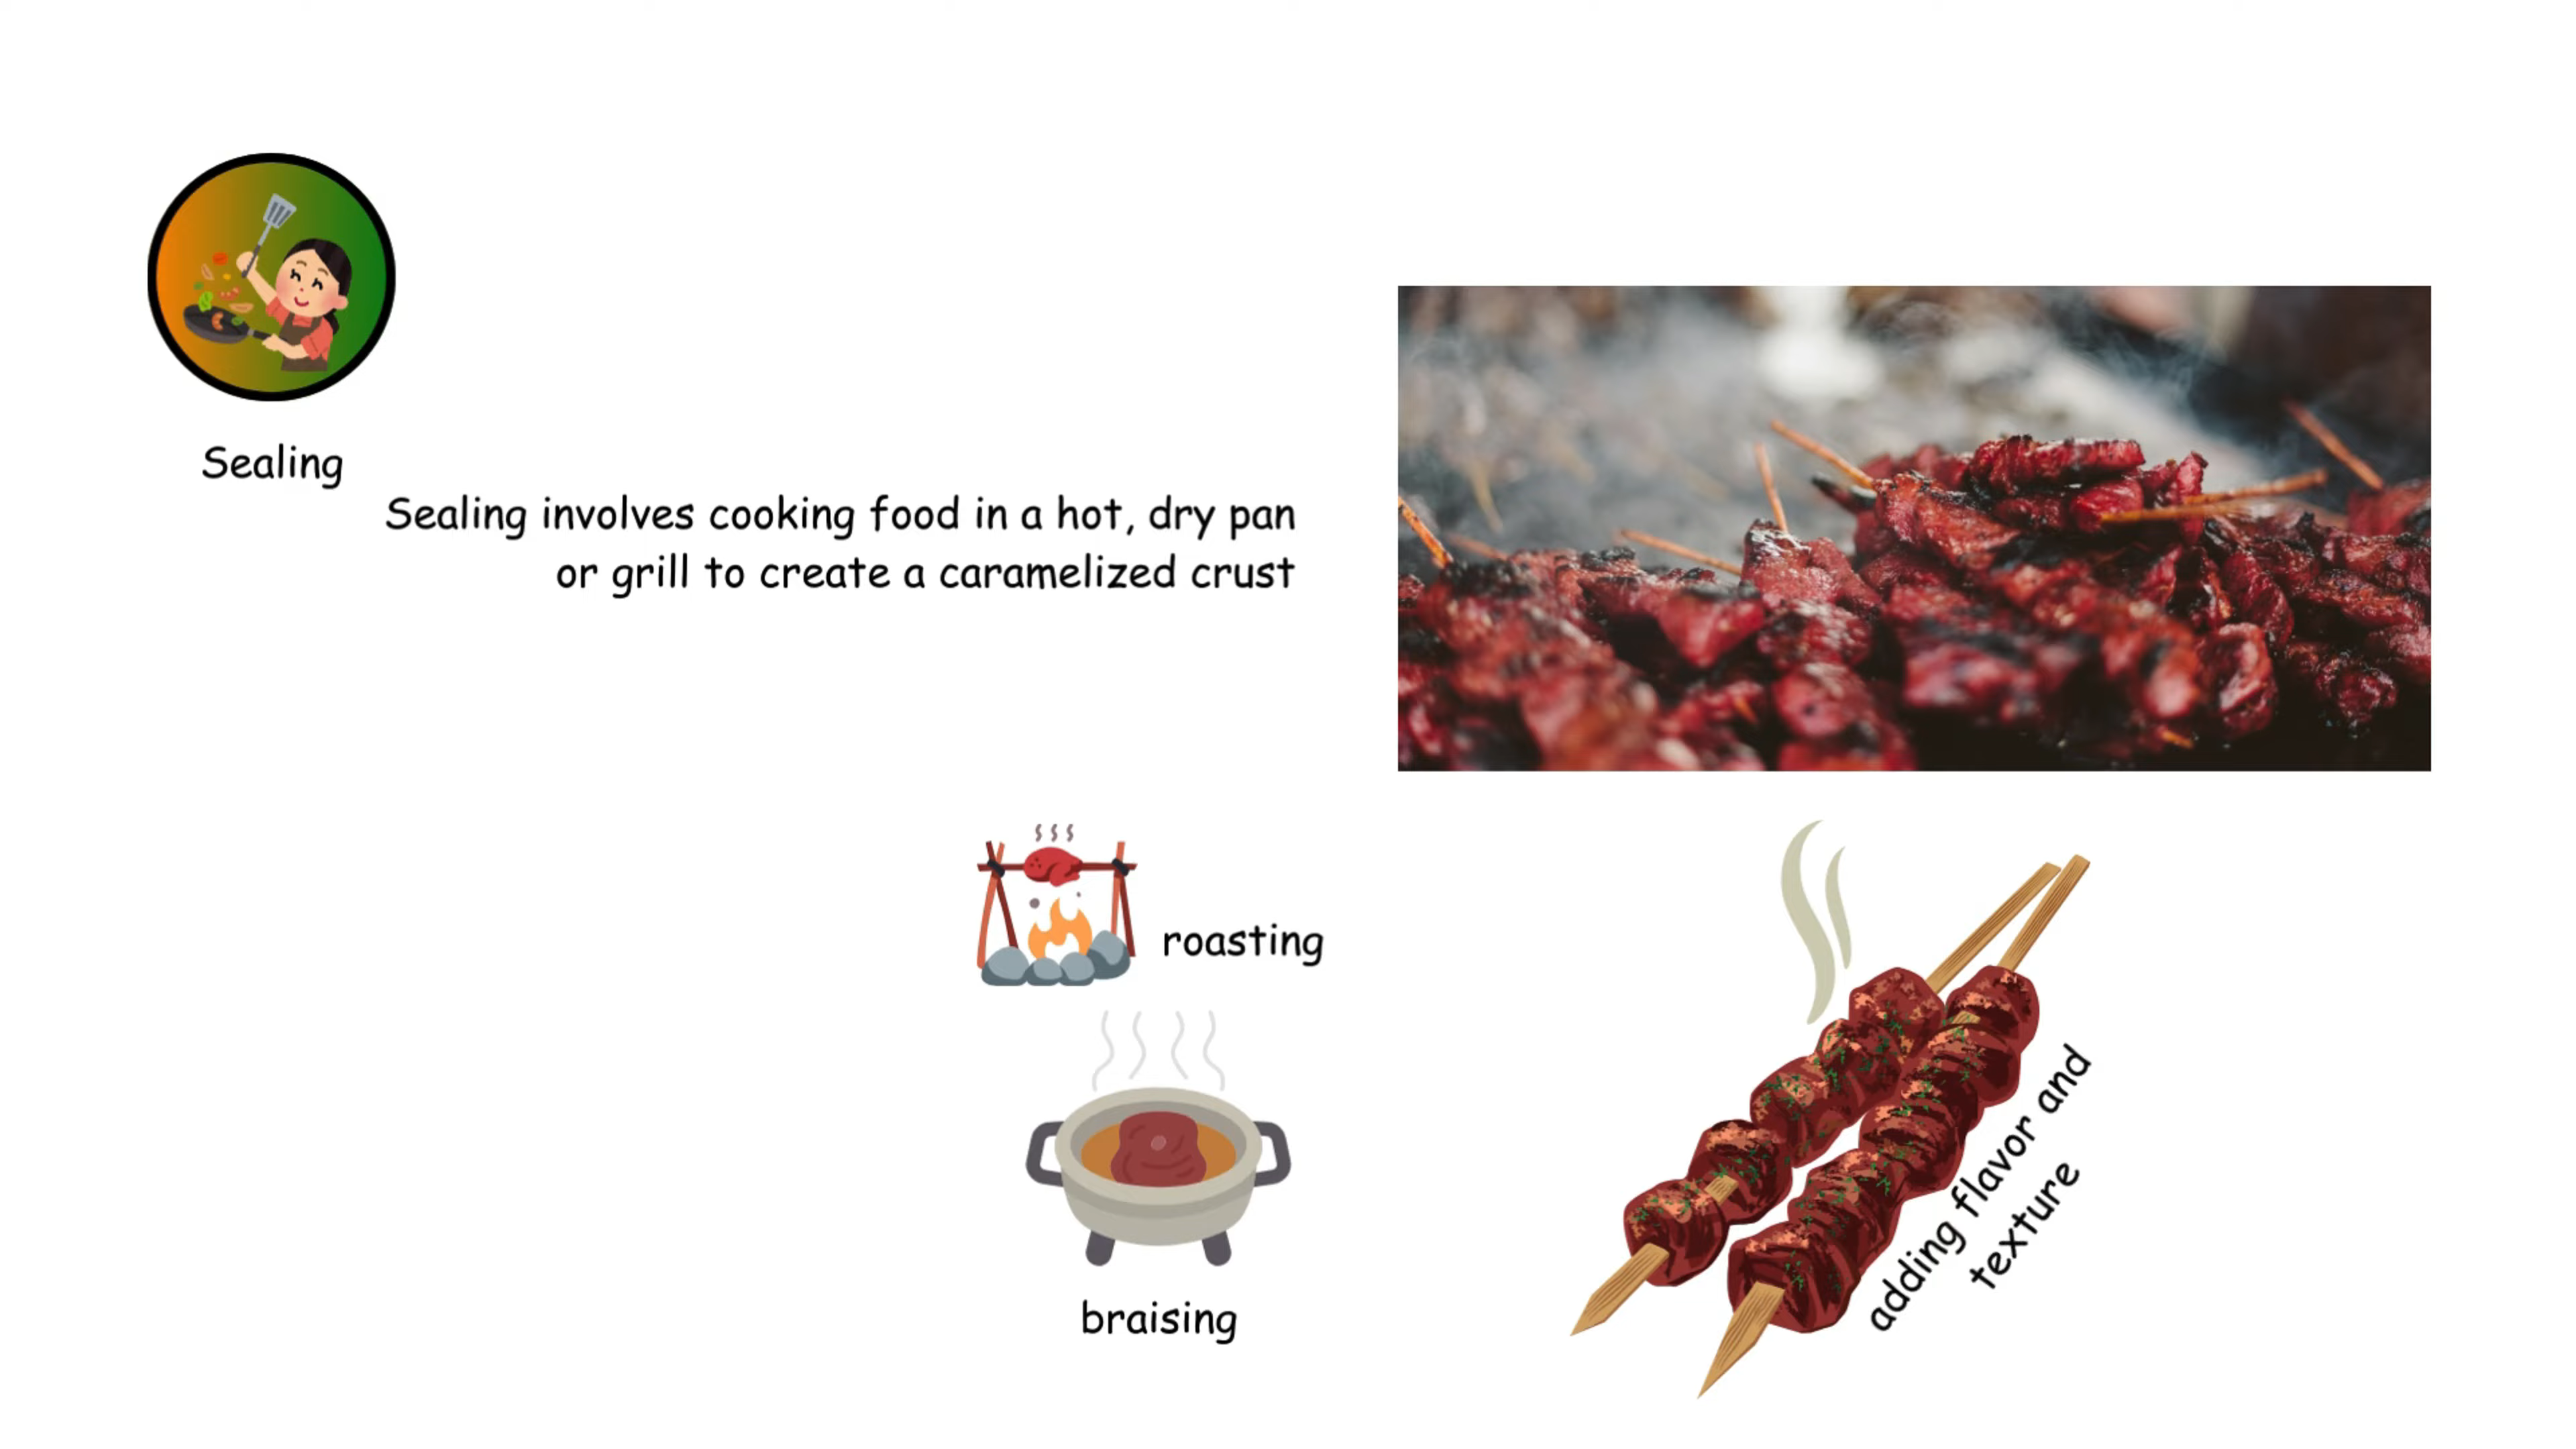 Sealing
Sealing involves cooking food in a hot, dry pan
or grill to create a caramelized crust
roasting
braising
adding flavor and
texture